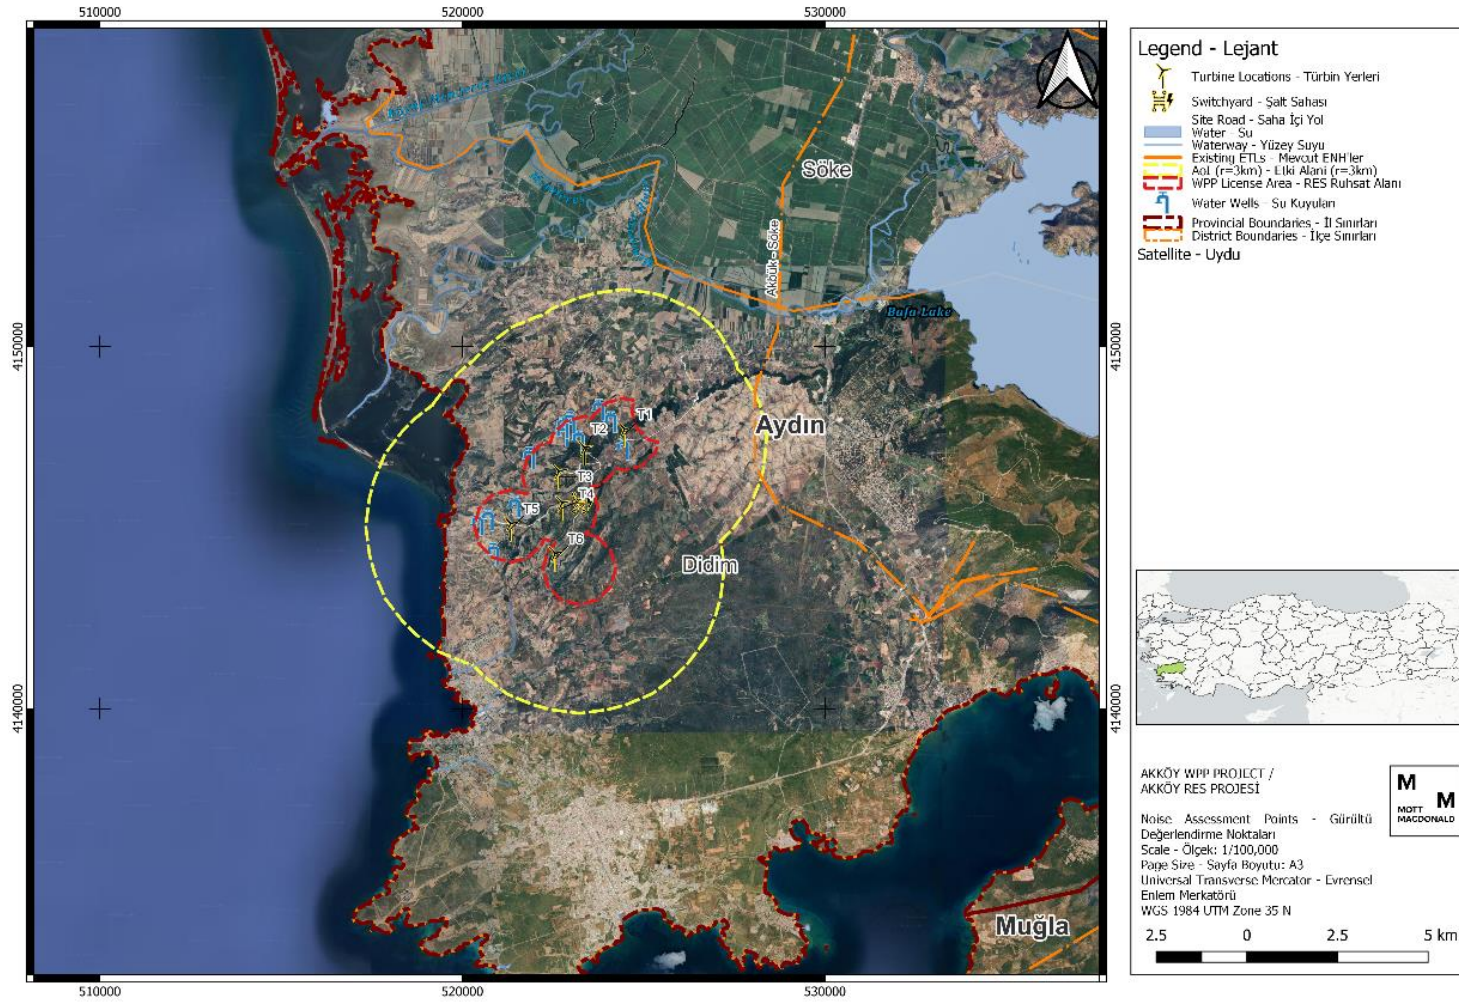 510000
520000
530000
4150000
4150000
4140000
4140000
510000
520000
530000
Söke
Akbük - Söke
Bafa Lake
Aydın
Didim
Muğla
T1
T2
T3
T4
T5
T6
Legend - Lejant
Turbine Locations - Türbin Yerleri
Switchyard - Şalt Sahası
Site Road - Saha İçi Yol
Water - Su
Waterway - Yüzey Suyu
Existing ETLs - Mevcut ENH'ler
AoI (r=3km) - Etki Alanı (r=3km)
WPP License Area - RES Ruhsat Alanı
Water Wells - Su Kuyuları
Provincial Boundaries - İl Sınırları
District Boundaries - İlçe Sınırları
Satellite - Uydu
AKKÖY WPP PROJECT /
AKKÖY RES PROJESİ
M
M
MOTT
MACDONALD
Noise Assessment Points - Gürültü
Değerlendirme Noktaları
Scale - Ölçek: 1/100,000
Page Size - Sayfa Boyutu: A3
Universal Transverse Mercator - Evrensel
Enlem Merkatörü
WGS 1984 UTM Zone 35 N
2.5 0 2.5 5 km